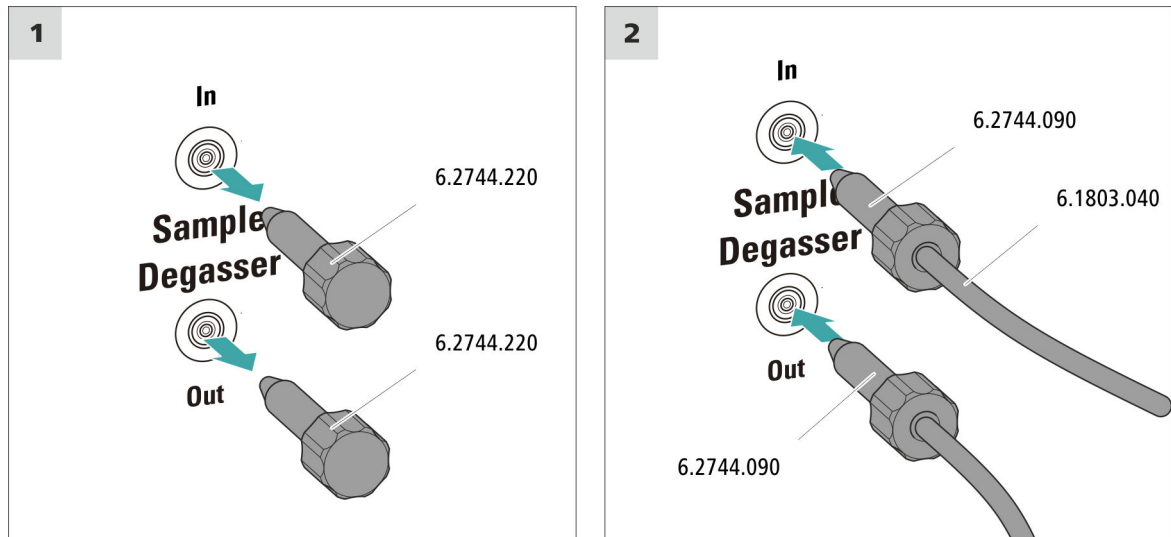 1
In
6.2744.220
Sample
Degasser
6.2744.220
Out
2
In
6.2744.090
6.1803.040
Sample
Degasser
Out
6.2744.090